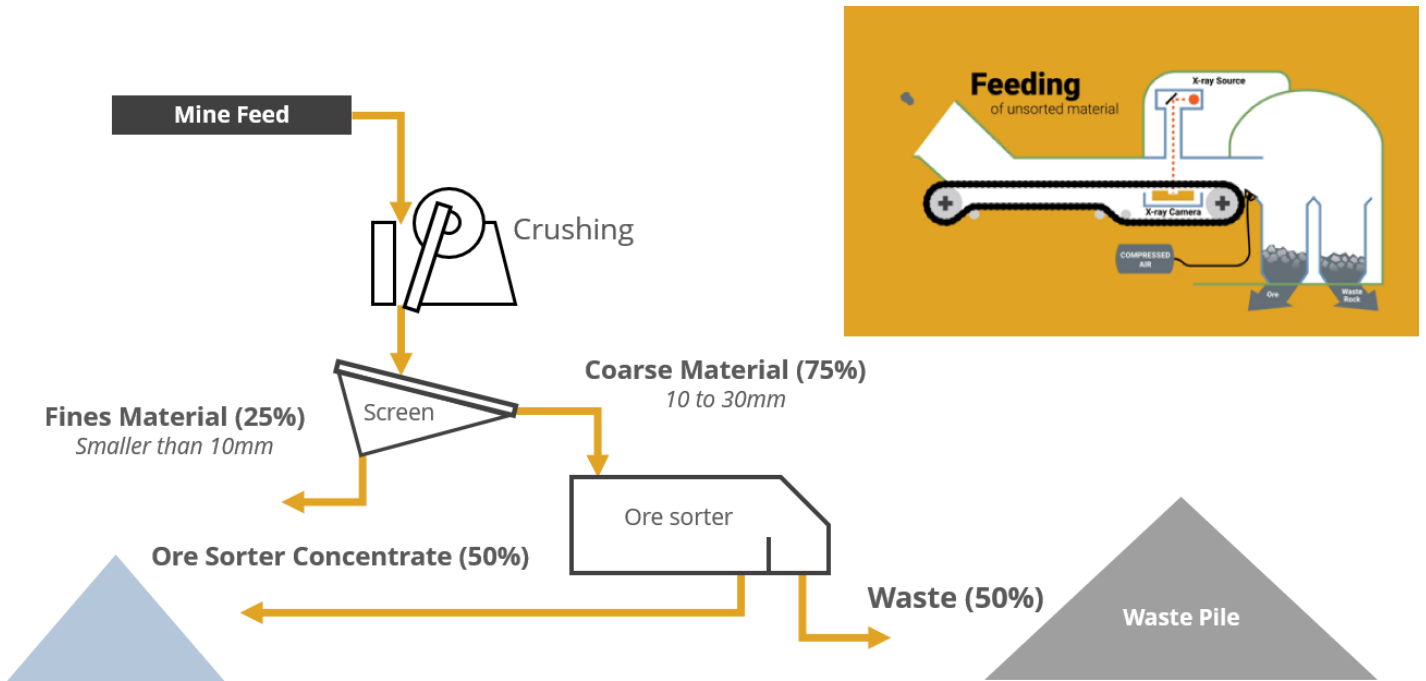 Mine Feed
Crushing
Screen
Fines Material (25%)
Smaller than 10mm
Coarse Material (75%)
10 to 30mm
Ore sorter
Ore Sorter Concentrate (50%)
Waste (50%)
Waste Pile
Feeding
of unsorted material
X-ray Source
X-ray Camera
COMPRESSED
AIR
Ore
Waste
Rock